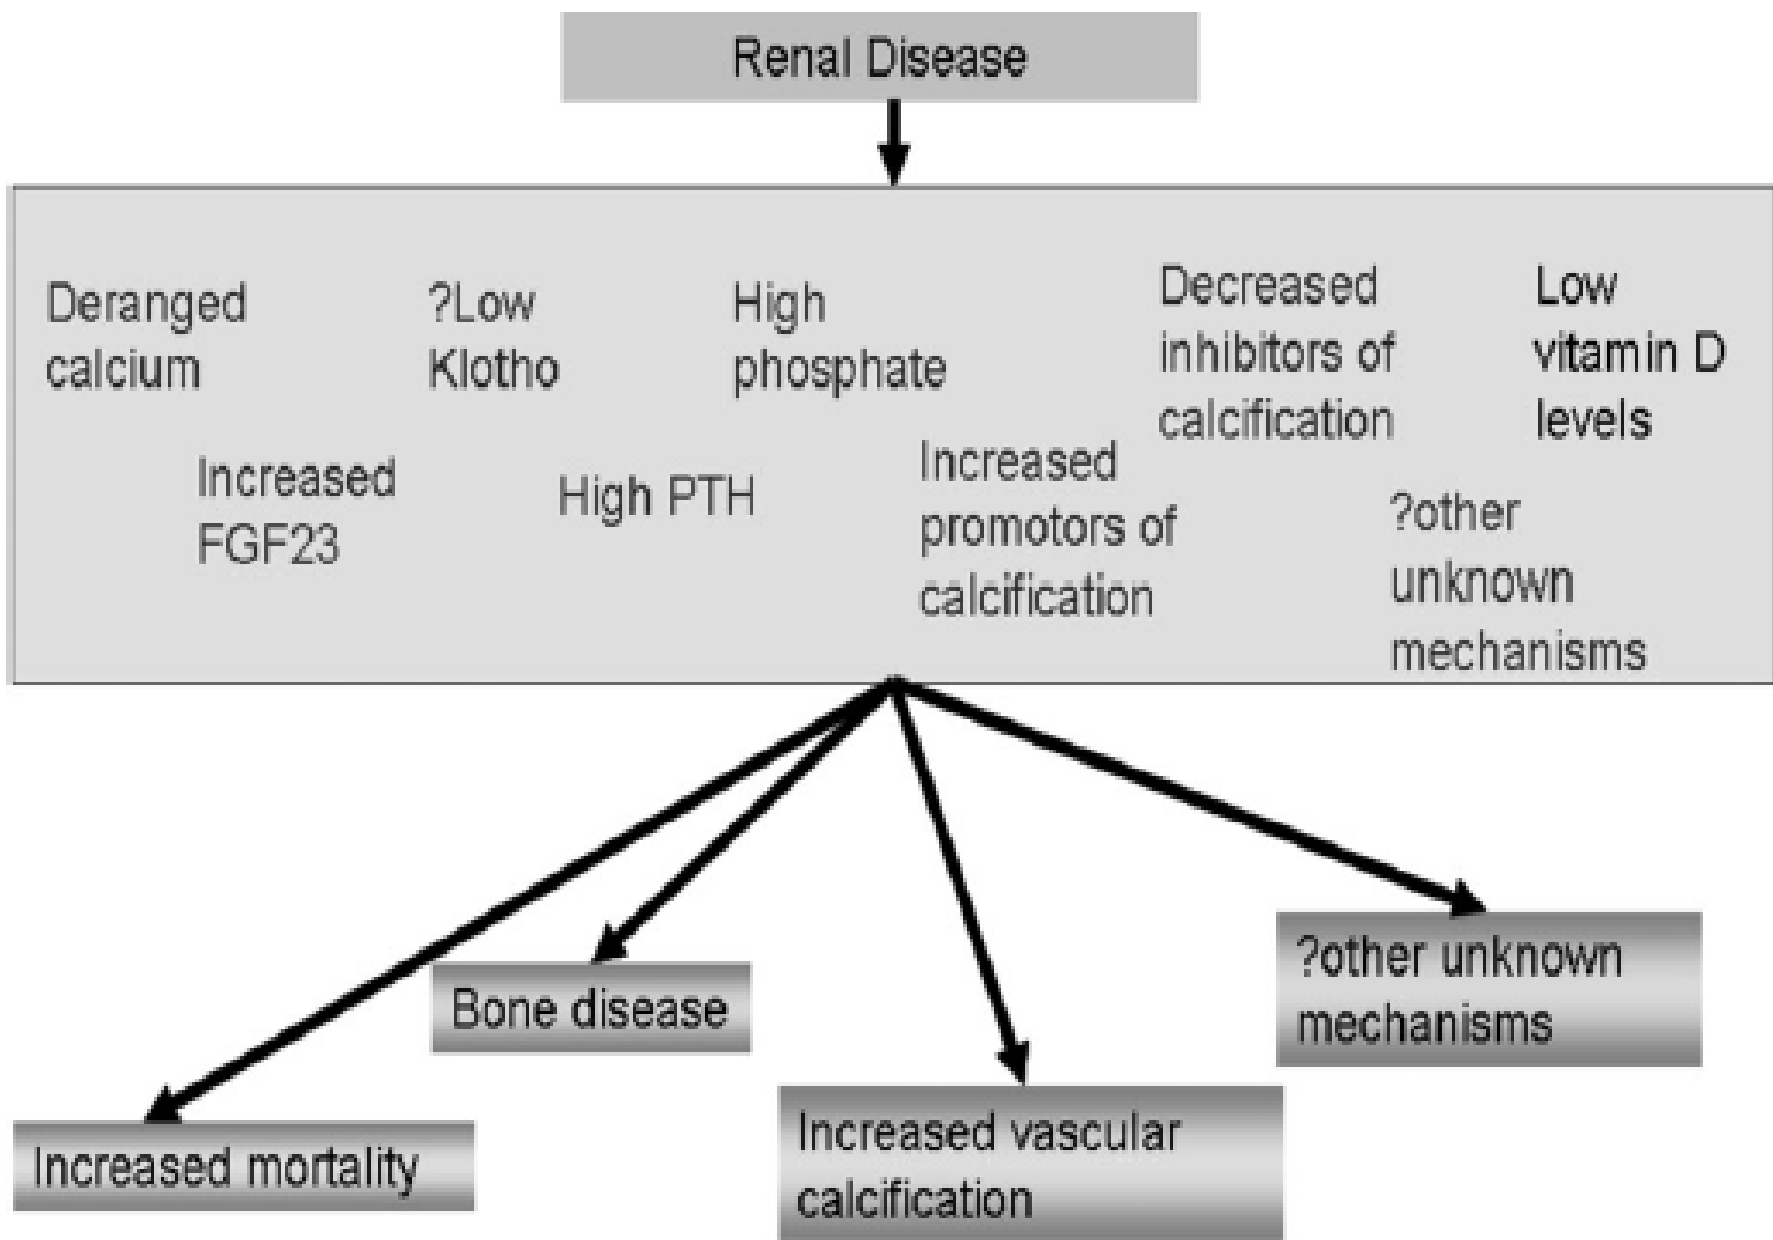 Renal Disease
Deranged
calcium
?Low
Klotho
High
phosphate
Decreased
inhibitors of
calcification
Low
vitamin D
levels
Increased
FGF23
High PTH
Increased
promotors of
calcification
?other
unknown
mechanisms
Bone disease
?other unknown
mechanisms
Increased mortality
Increased vascular
calcification